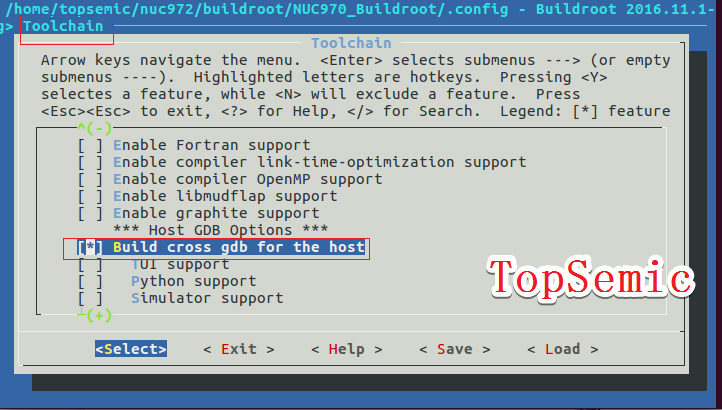 /home/topsemic/nuc972/buildroot/NUC970_Buildroot/.config - Buildroot 2016.11.1-
g> Toolchain
Toolchain
Arrow keys navigate the menu.  <Enter> selects submenus ---> (or empty
submenus ----).  Highlighted letters are hotkeys.  Pressing <Y>
selectes a feature, while <N> will exclude a feature.  Press
<Esc><Esc> to exit, <?> for Help, </> for Search.  Legend: [*] feature
^(-)
[ ] Enable Fortran support
[ ] Enable compiler link-time-optimization support
[ ] Enable compiler OpenMP support
[ ] Enable libmudflap support
[ ] Enable graphite support
*** Host GDB Options ***
[*] Build cross gdb for the host
[ ]   TUI support
[ ]   Python support
[ ]   Simulator support
(+)
TopSemic
<Select>    < Exit >    < Help >    < Save >    < Load >